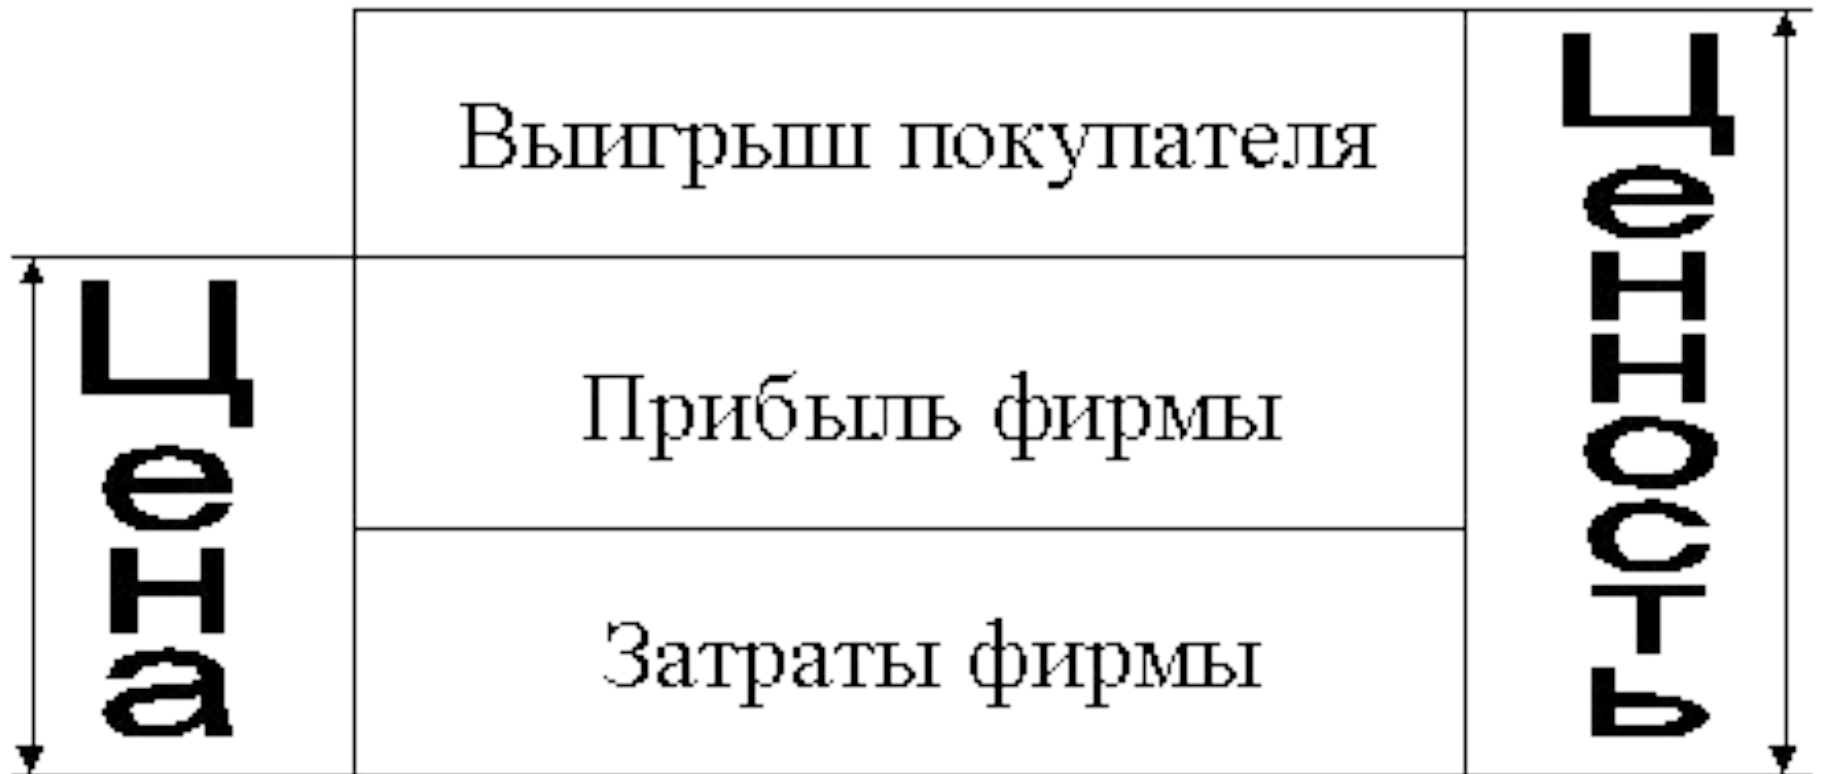 Выигрыш покупателя
Ценность
Цена
Прибыль фирмы
Затраты фирмы